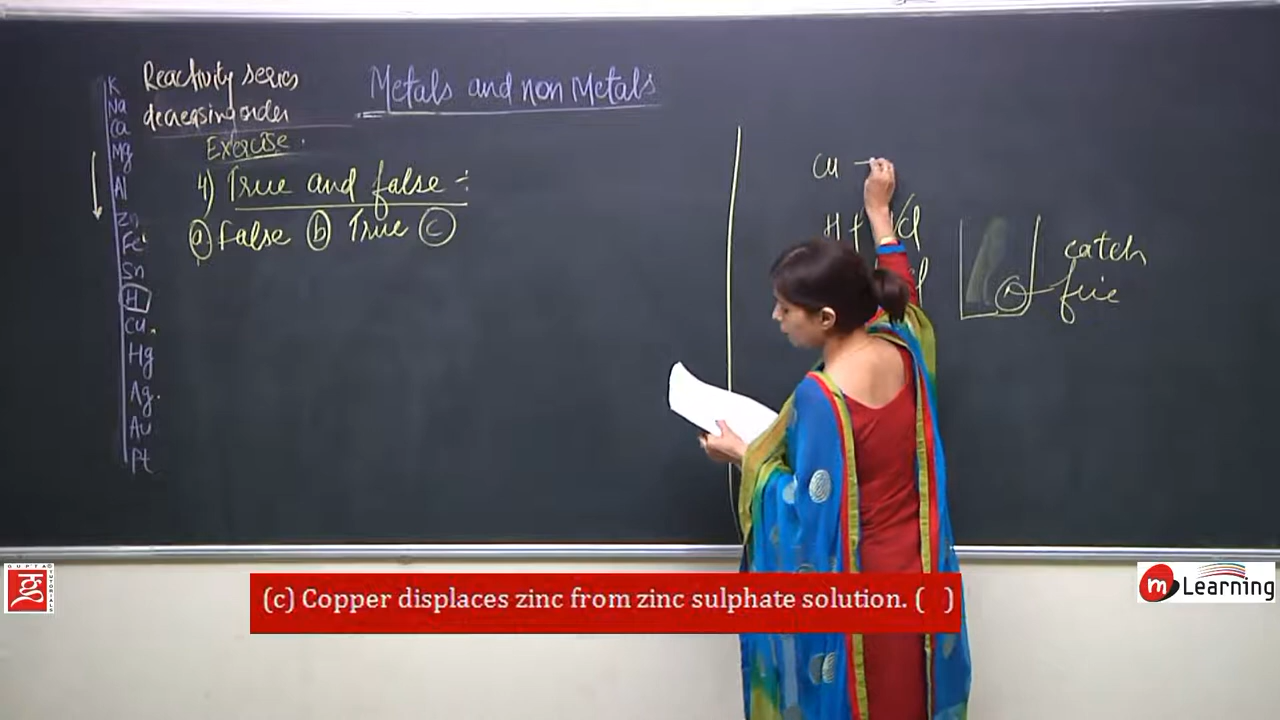 K
Na
Ca
Mg
Al
Zn
Fe
Sn
H
Cu
Hg
Ag
Au
Pt
Reactivity series
decreasing order
Metals and non Metals
Exercise
4) True and false :
(a) False (b) True (c)
Cu
H +
catch
fire
(c) Copper displaces zinc from zinc sulphate solution. ( )
GUPTA
TUTORIALS
m Learning